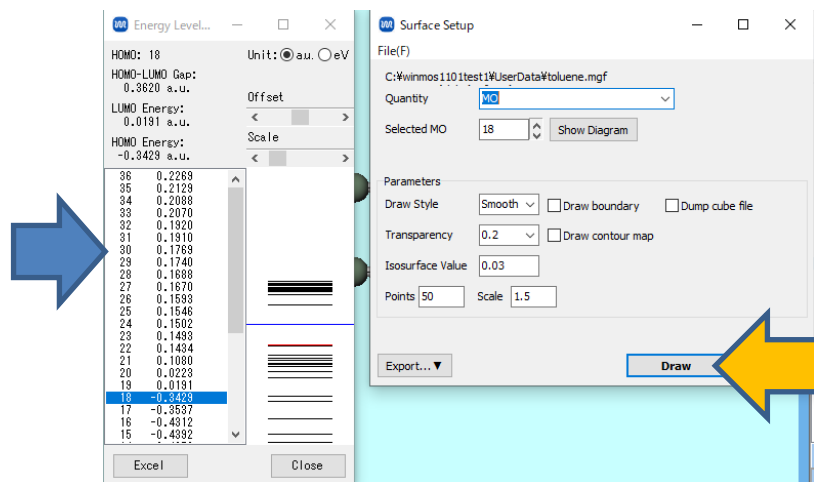 Energy Level...
HOMO: 18
Unit: a.u. eV
HOMO-LUMO Gap:
0.3620 a.u.
LUMO Energy:
0.0191 a.u.
HOMO Energy:
-0.3429 a.u.
Offset
Scale
36 0.2269
35 0.2129
34 0.2088
33 0.2070
32 0.1920
31 0.1910
30 0.1769
29 0.1740
28 0.1688
27 0.1670
26 0.1593
25 0.1546
24 0.1502
23 0.1493
22 0.1434
21 0.1080
20 0.0223
19 0.0191
18 -0.3429
17 -0.3537
16 -0.4312
15 -0.4392
Excel
Close
Surface Setup
File(F)
C:¥winmos1101test1¥UserData¥toluene.mgf
Quantity MO
Selected MO 18 Show Diagram
Parameters
Draw Style Smooth Draw boundary Dump cube file
Transparency 0.2 Draw contour map
Isosurface Value 0.03
Points 50 Scale 1.5
Export...▼
Draw